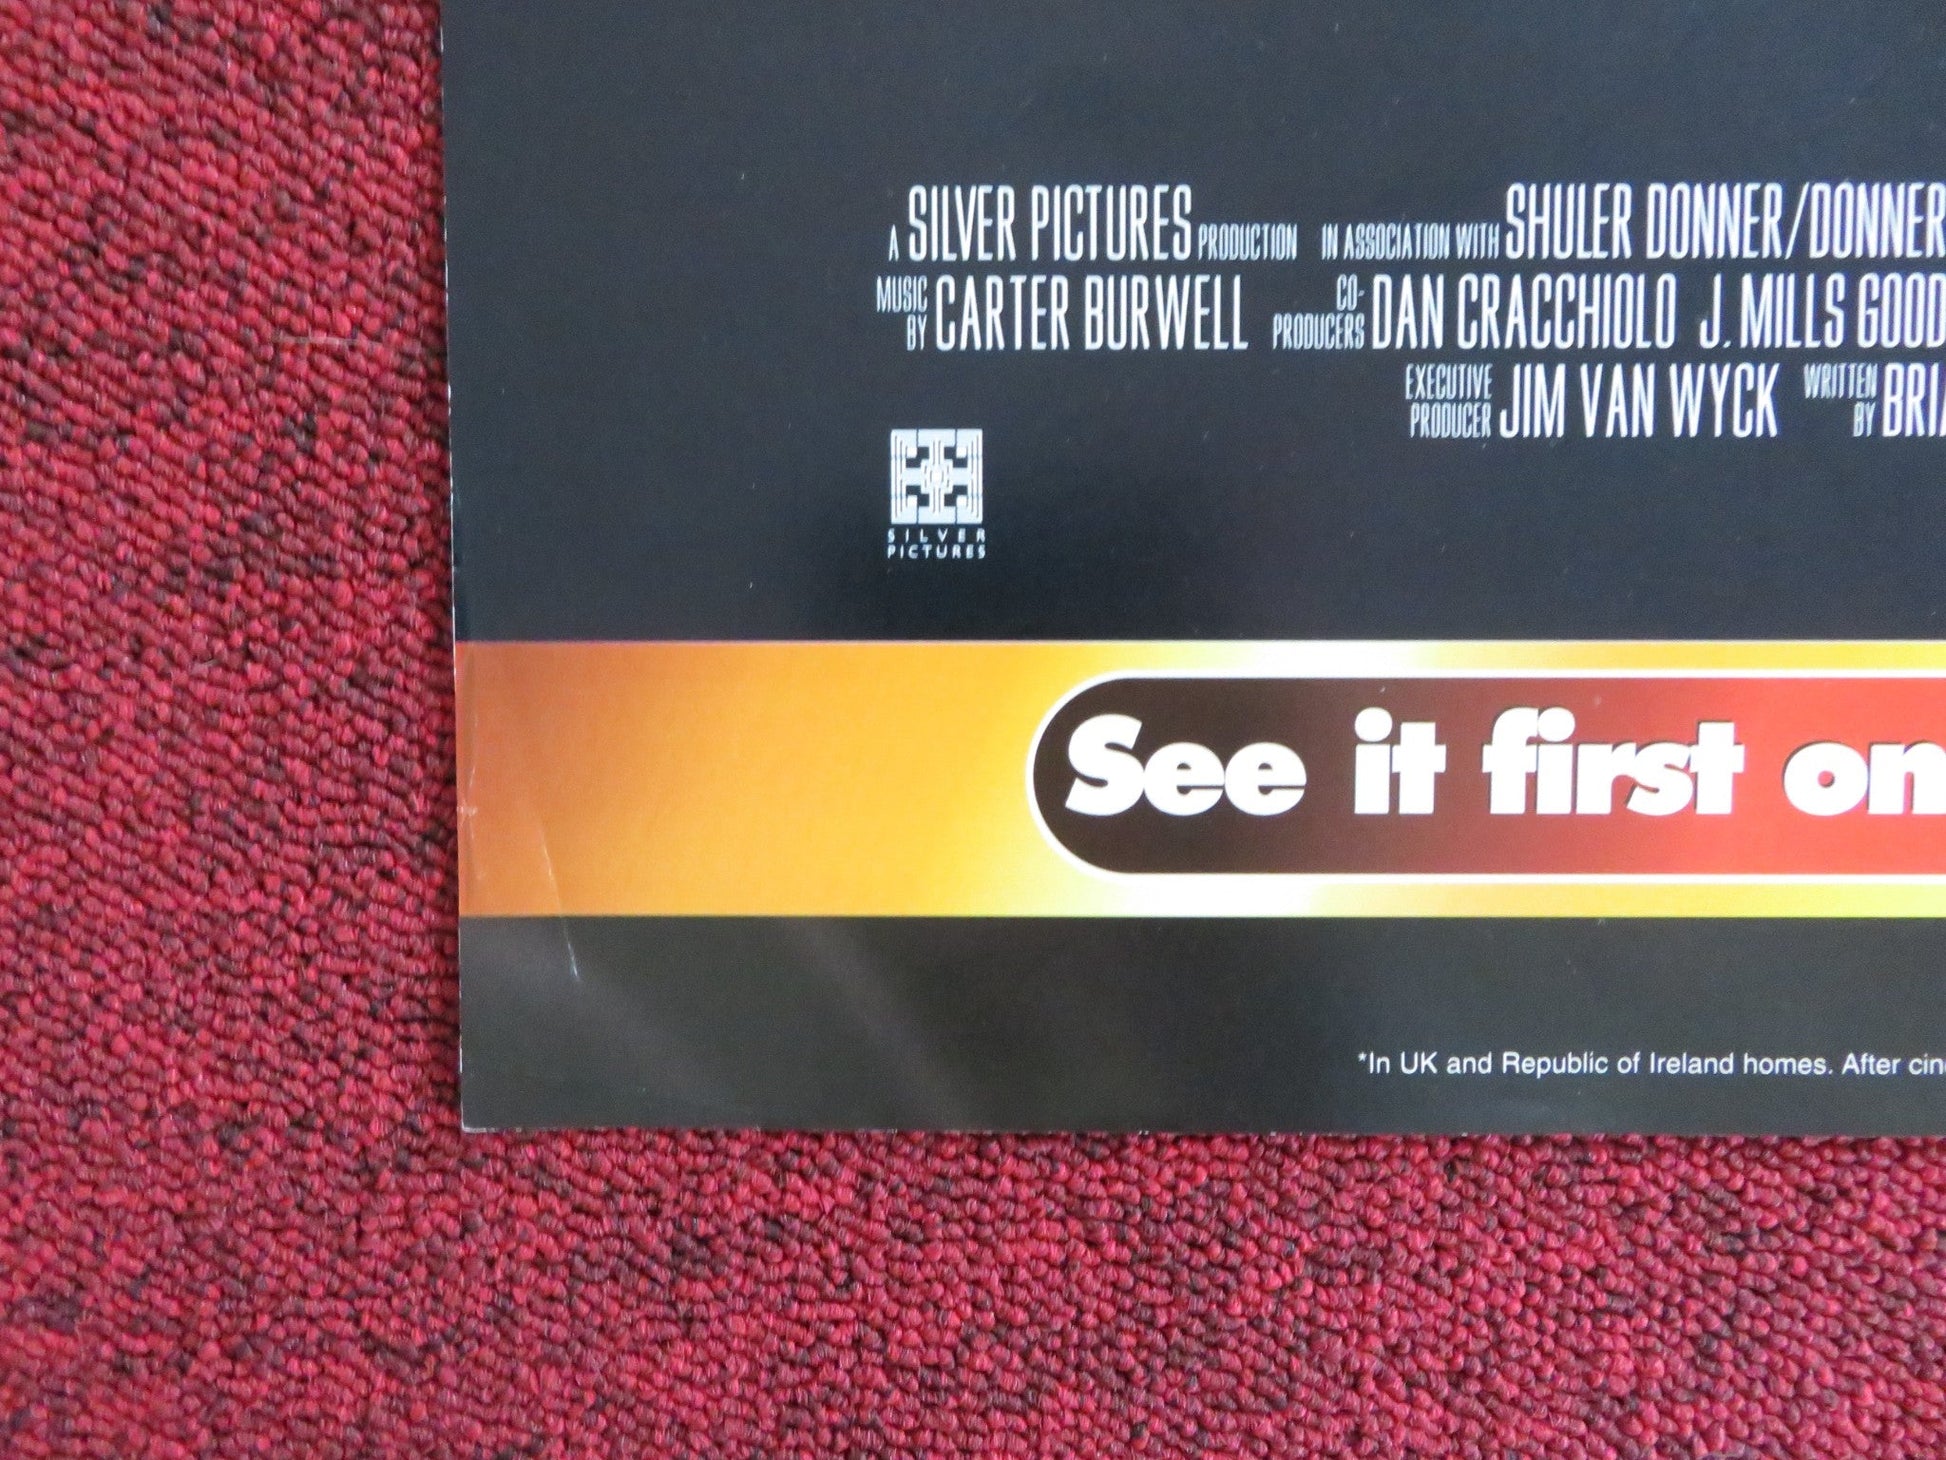 A SILVER PICTURES PRODUCTION IN ASSOCIATION WITH SHULER DONNER/DONNER
MUSIC BY CARTER BURWELL CO-PRODUCERS DAN CRACCHIOLO J. MILLS GOOD
EXECUTIVE PRODUCER JIM VAN WYCK WRITTEN BY BRIA
SILVER
PICTURES
See it first on
*In UK and Republic of Ireland homes. After cine